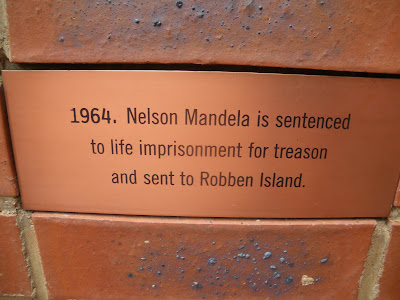 1964. Nelson Mandela is sentenced
to life imprisonment for treason
and sent to Robben Island.